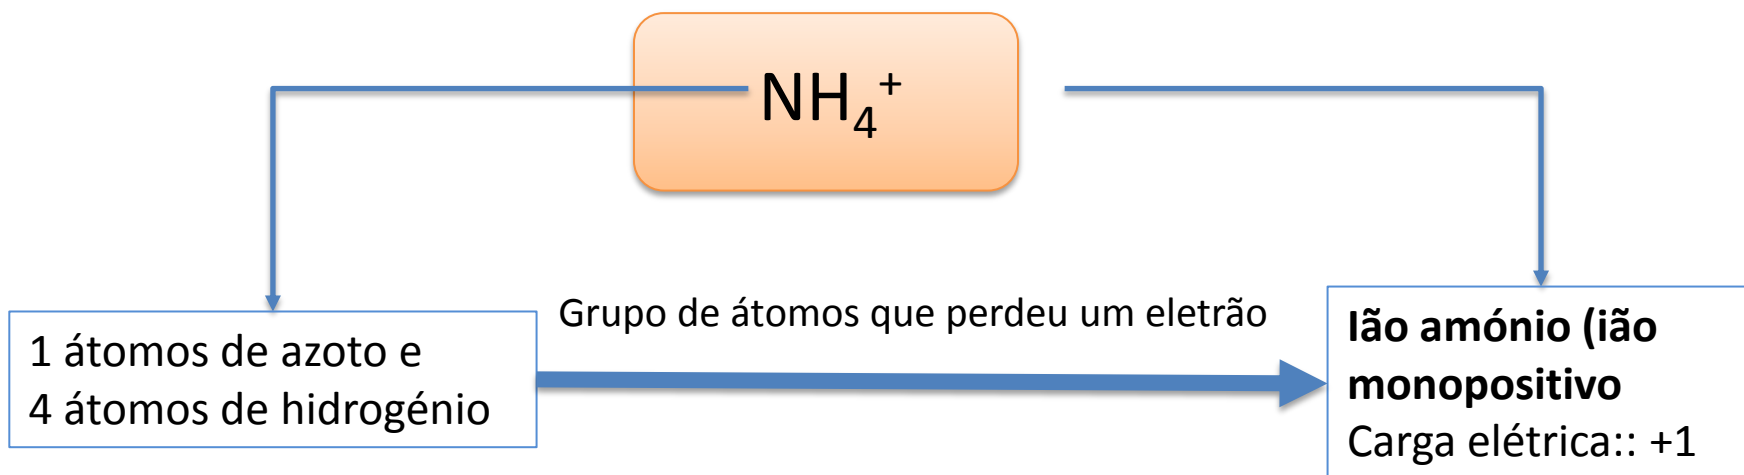 NH₄⁺
1 átomos de azoto e
4 átomos de hidrogénio
Grupo de átomos que perdeu um eletrão
Ião amónio (ião
monopositivo
Carga elétrica:: +1